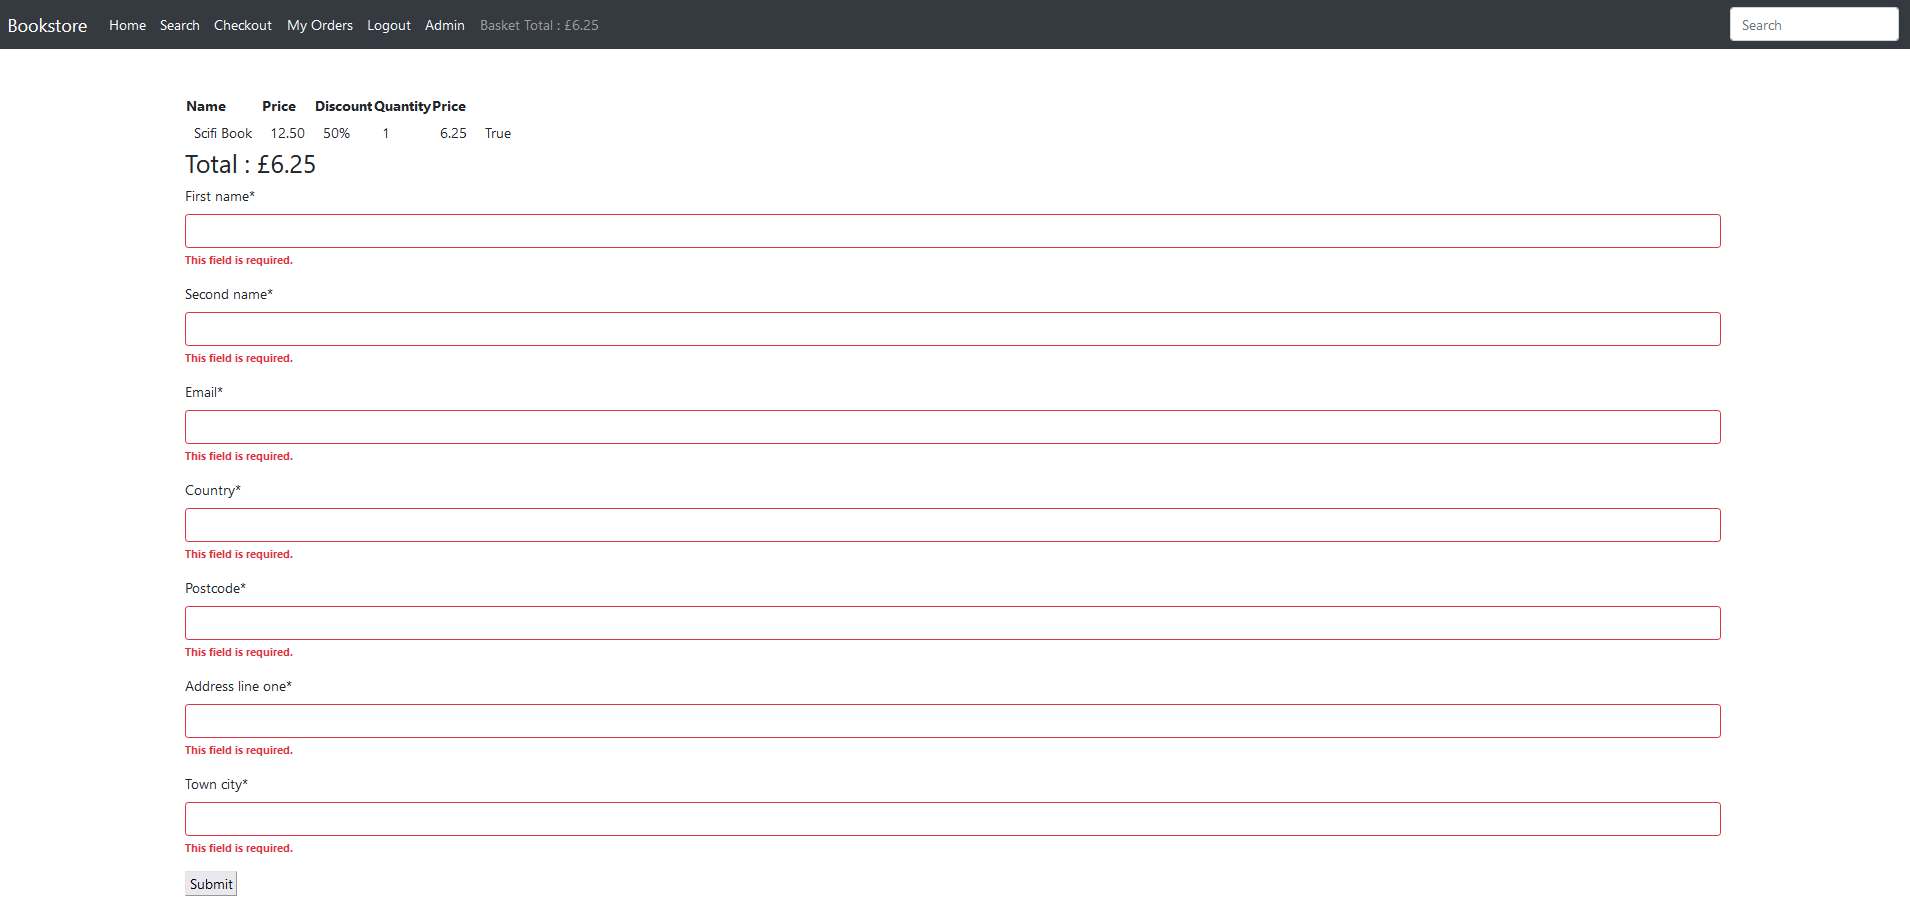 Bookstore Home Search Checkout My Orders Logout Admin Basket Total : £6.25 Search
Name Price Discount Quantity Price
Scifi Book 12.50 50% 1 6.25 True
Total : £6.25
First name*
This field is required.
Second name*
This field is required.
Email*
This field is required.
Country*
This field is required.
Postcode*
This field is required.
Address line one*
This field is required.
Town city*
This field is required.
Submit